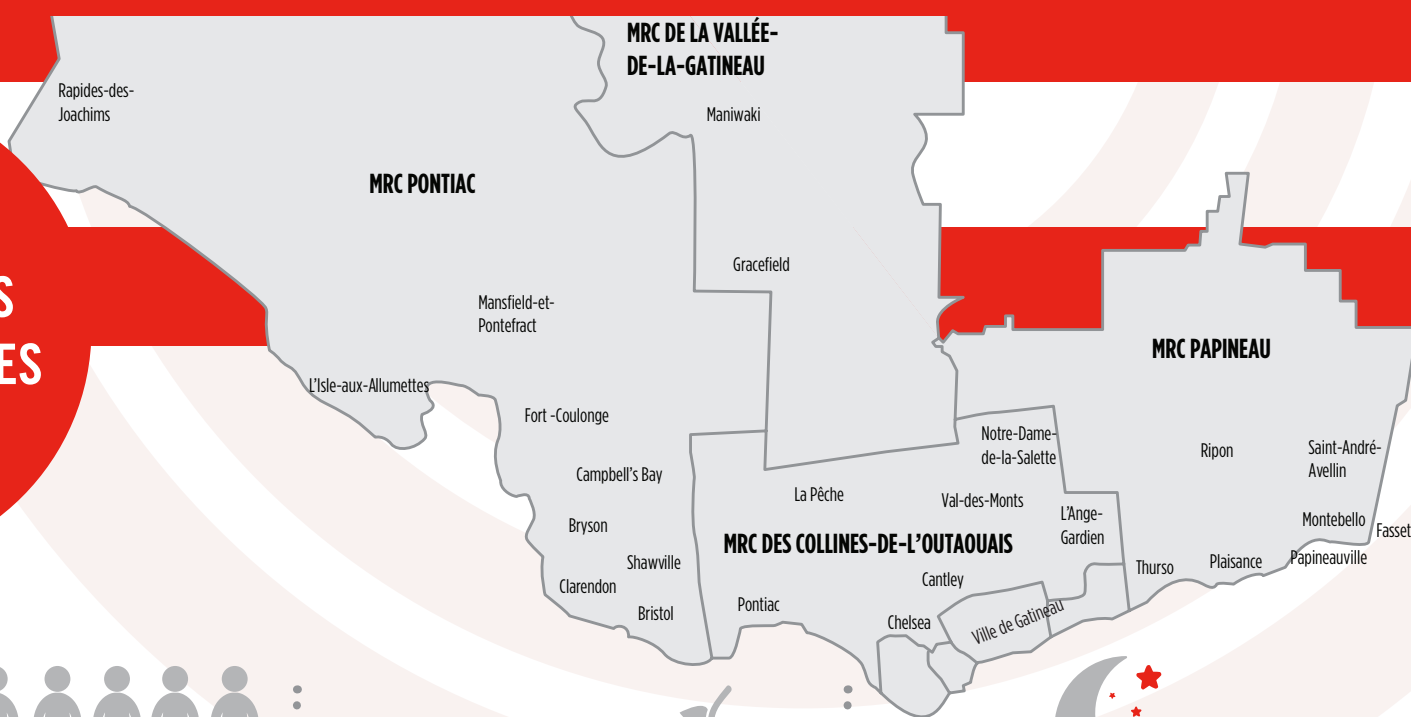 MRC DE LA VALLÉE-
DE-LA-GATINEAU
Rapides-des-
Joachims
Maniwaki
MRC PONTIAC
Gracefield
S
ES
Mansfield-et-
Pontefract
MRC PAPINEAU
L'Isle-aux-Allumettes
Fort -Coulonge
Notre-Dame-
de-la-Salette
Ripon
Saint-André-
Avellin
Campbell's Bay
La Pêche
Val-des-Monts
L'Ange-
Gardien
Bryson
MRC DES COLLINES-DE-L'OUTAOUAIS
Montebello
Fasset
Shawville
Thurso
Plaisance
Papineauville
Clarendon
Cantley
Bristol
Pontiac
Chelsea
Ville de Gatineau